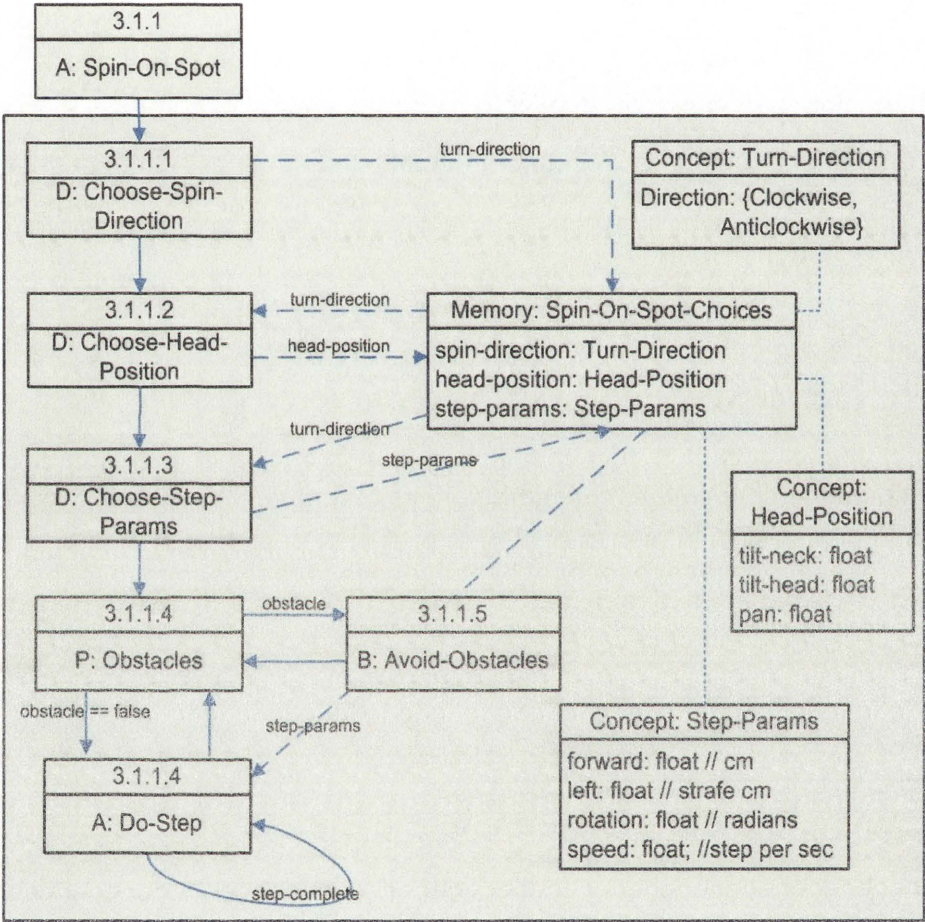 3.1.1
A: Spin-On-Spot
3.1.1.1
D: Choose-Spin-
Direction
turn-direction
Concept: Turn-Direction
Direction: {Clockwise,
Anticlockwise}
3.1.1.2
D: Choose-Head-
Position
turn-direction
head-position
Memory: Spin-On-Spot-Choices
spin-direction: Turn-Direction
head-position: Head-Position
step-params: Step-Params
turn-direction
step-params
3.1.1.3
D: Choose-Step-
Params
Concept:
Head-Position
tilt-neck: float
tilt-head: float
pan: float
3.1.1.4
P: Obstacles
obstacle
3.1.1.5
B: Avoid-Obstacles
obstacle == false
step-params
3.1.1.4
A: Do-Step
step-complete
Concept: Step-Params
forward: float // cm
left: float // strafe cm
rotation: float // radians
speed: float; //step per sec